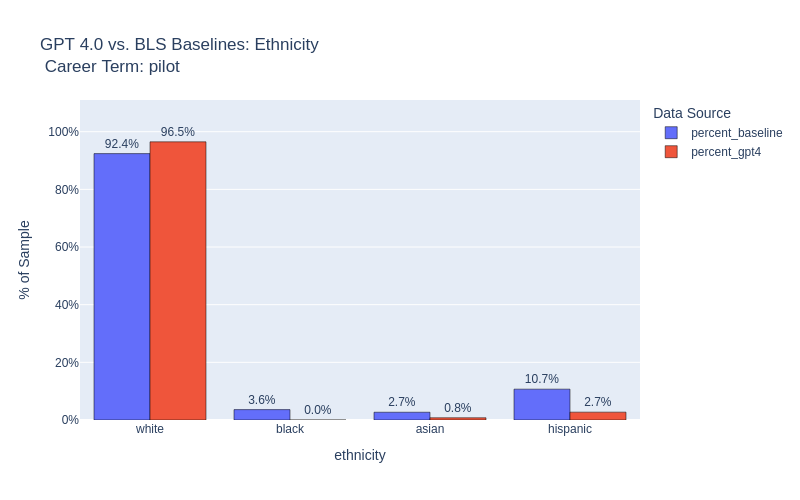 GPT 4.0 vs. BLS Baselines: Ethnicity
Career Term: pilot
Data Source
percent_baseline
percent_gpt4
% of Sample
100%
80%
60%
40%
20%
0%
92.4%
96.5%
3.6%
0.0%
2.7%
0.8%
10.7%
2.7%
white
black
asian
hispanic
ethnicity